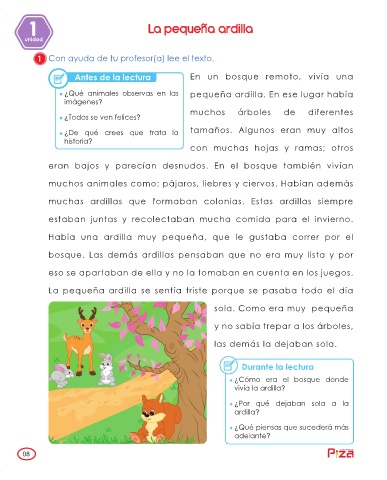 1
unidad
La pequeña ardilla
1 Con ayuda de tu profesor(a) lee el texto.
Antes de la lectura
• ¿Qué animales observas en las
imágenes?
• ¿Todos se ven felices?
• ¿De qué crees que trata la
historia?
En un bosque remoto, vivía una
pequeña ardilla. En ese lugar había
muchos árboles de diferentes
tamaños. Algunos eran muy altos
con muchas hojas y ramas; otros
eran bajos y parecían desnudos. En el bosque también vivían
muchos animales como: pájaros, liebres y ciervos. Habían además
muchas ardillas que formaban colonias. Estas ardillas siempre
estaban juntas y recolectaban mucha comida para el invierno.
Había una ardilla muy pequeña, que le gustaba correr por el
bosque. Las demás ardillas pensaban que no era muy lista y por
eso se apartaban de ella y no la tomaban en cuenta en los juegos.
La pequeña ardilla se sentía triste porque se pasaba todo el día
sola. Como era muy pequeña
y no sabía trepar a los árboles,
las demás la dejaban sola.
Durante la lectura
• ¿Cómo era el bosque donde
vivía la ardilla?
• ¿Por qué dejaban sola a la
ardilla?
• ¿Qué piensas que sucederá más
adelante?
08
Piza